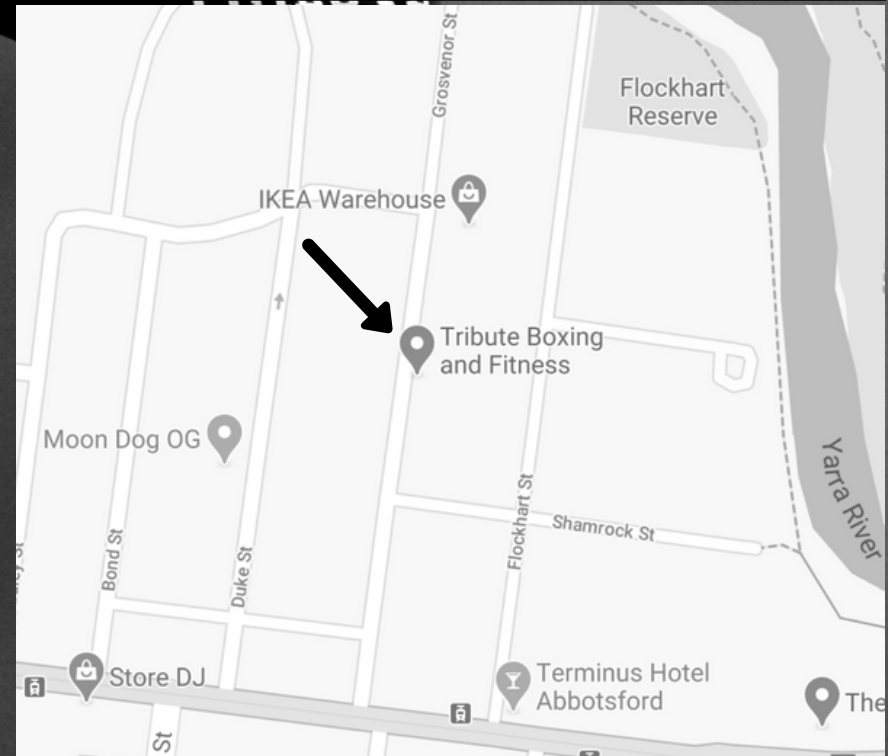 Grosvenor St
Flockhart
Reserve
IKEA Warehouse
Tribute Boxing
and Fitness
Moon Dog OG
Yarra River
Flockhart St
Shamrock St
Bond St
Duke St
Store DJ
Terminus Hotel
Abbotsford
The
St